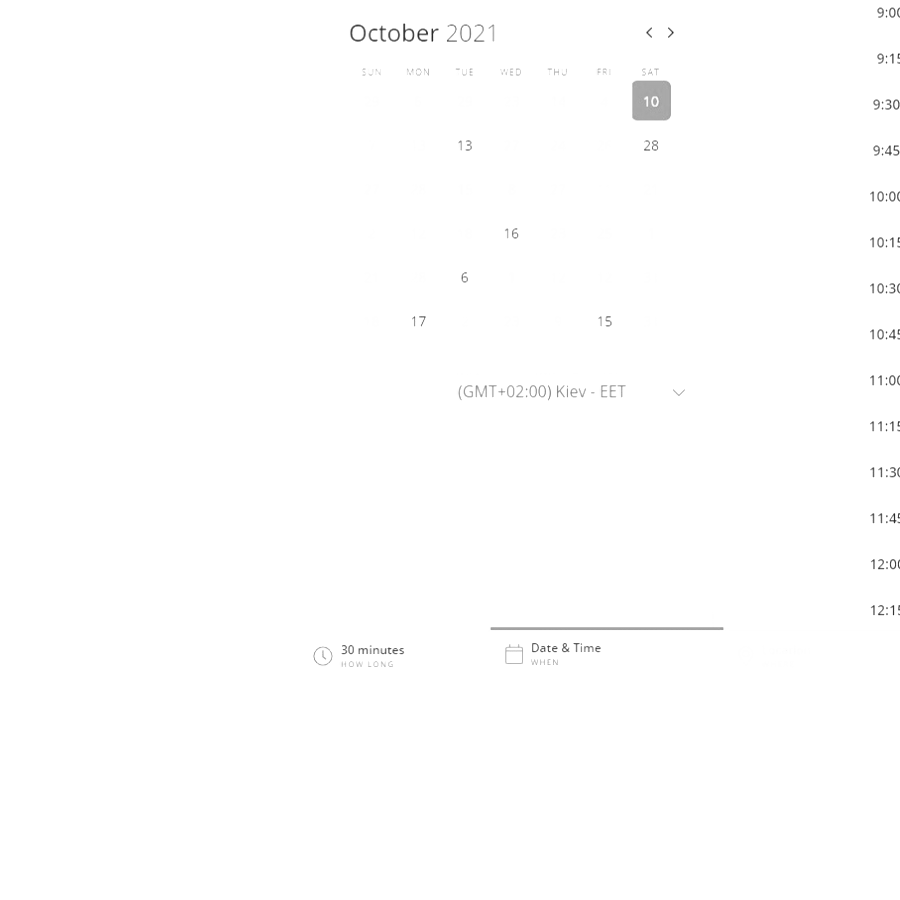 October 2021
SUN MON TUE WED THU FRI SAT
10
13 28
16
6
17 15
(GMT+02:00) Kiev - EET
30 minutes
HOW LONG
Date & Time
WHEN
9:00
9:15
9:30
9:45
10:00
10:15
10:30
10:45
11:00
11:15
11:30
11:45
12:00
12:15